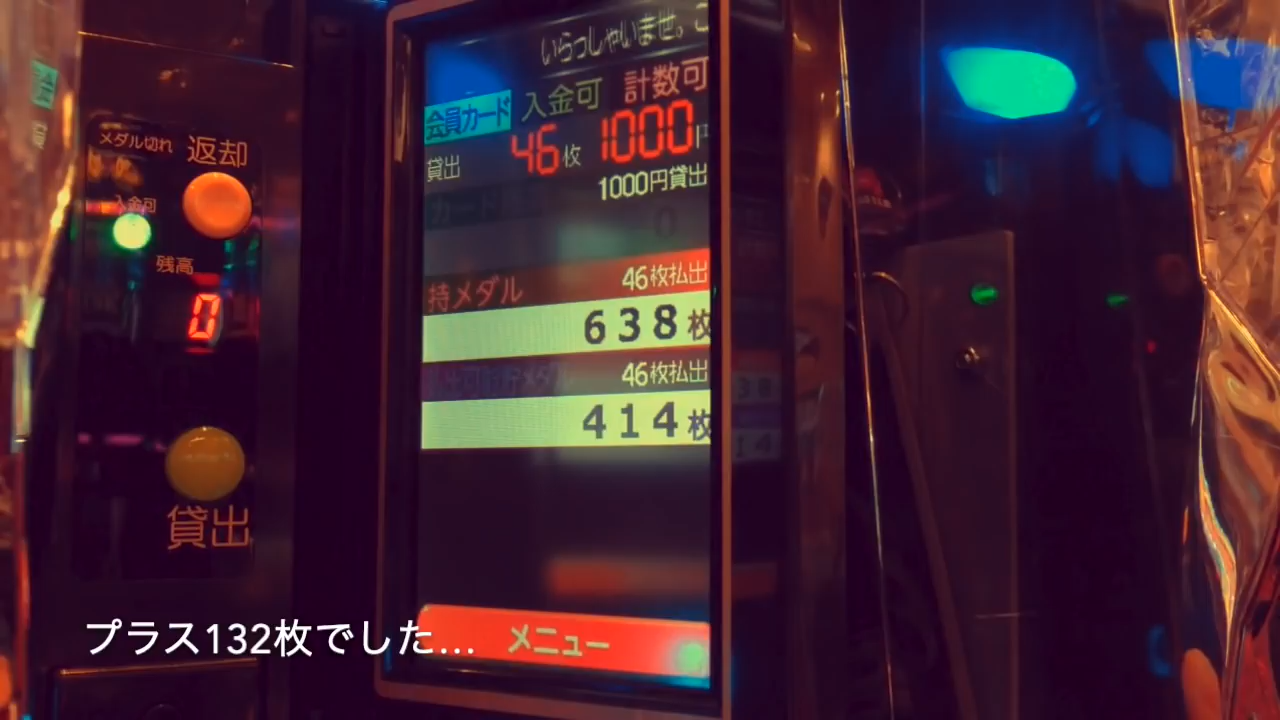 いらっしゃいませ。こ
会員カード 入金可 計数可
貸出 46枚 1000円
1000円貸出
カード
0
持メダル 46枚払出
638枚
46枚払出
414枚
メニュー
メダル切れ 返却
入金可
残高
0
貸出
プラス132枚でした...